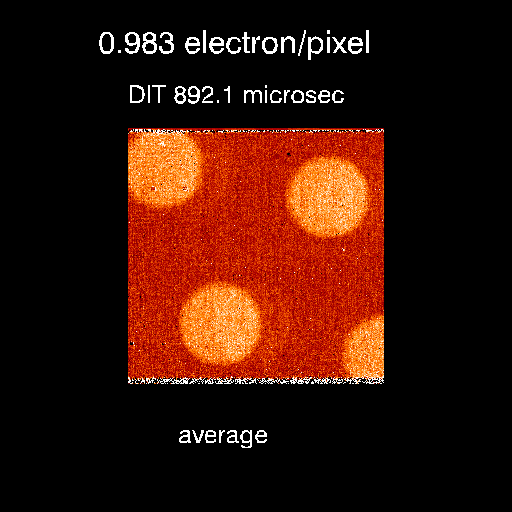 0.983 electron/pixel
DIT 892.1 microsec
average